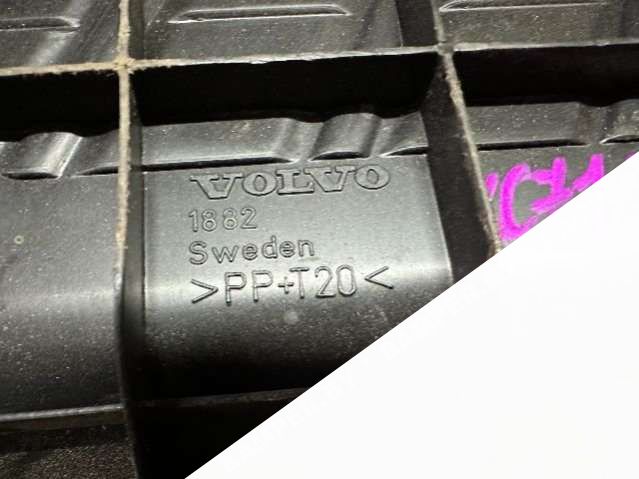 VOLVO
1882
Sweden
>PP+T20<